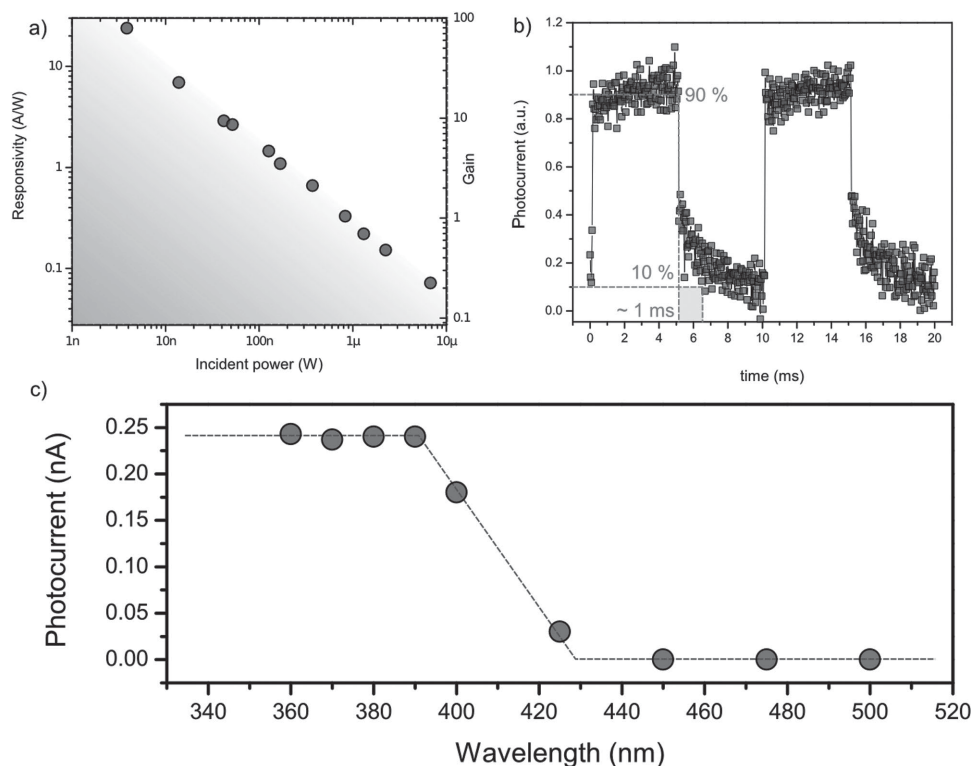 a)
Responsivity (A/W)
10
1
0.1
1n
10n
100n
1µ
10µ
Incident power (W)
100
10
1
0.1
Gain
b)
Photocurrent (a.u.)
1.2
1.0
0.8
0.6
0.4
0.2
0.0
90 %
10 %
~ 1 ms
0 2 4 6 8 10 12 14 16 18 20
time (ms)
c)
Photocurrent (nA)
0.25
0.20
0.15
0.10
0.05
0.00
340 360 380 400 420 440 460 480 500 520
Wavelength (nm)